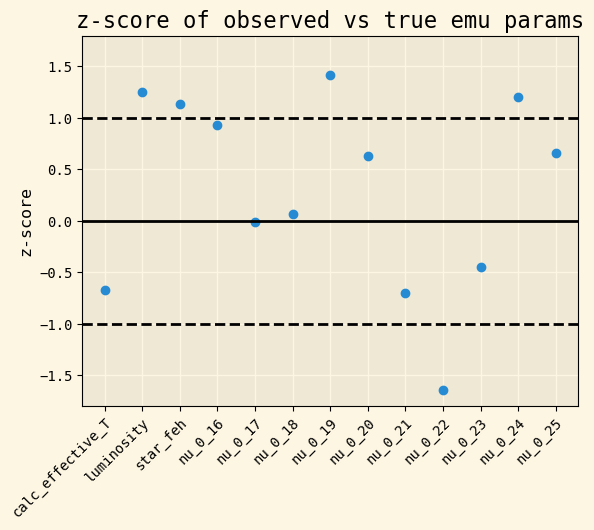 z-score of observed vs true emu params
z-score
1.5
1.0
0.5
0.0
−0.5
−1.0
−1.5
calc_effective_T
luminosity
star_feh
nu_0_16
nu_0_17
nu_0_18
nu_0_19
nu_0_20
nu_0_21
nu_0_22
nu_0_23
nu_0_24
nu_0_25